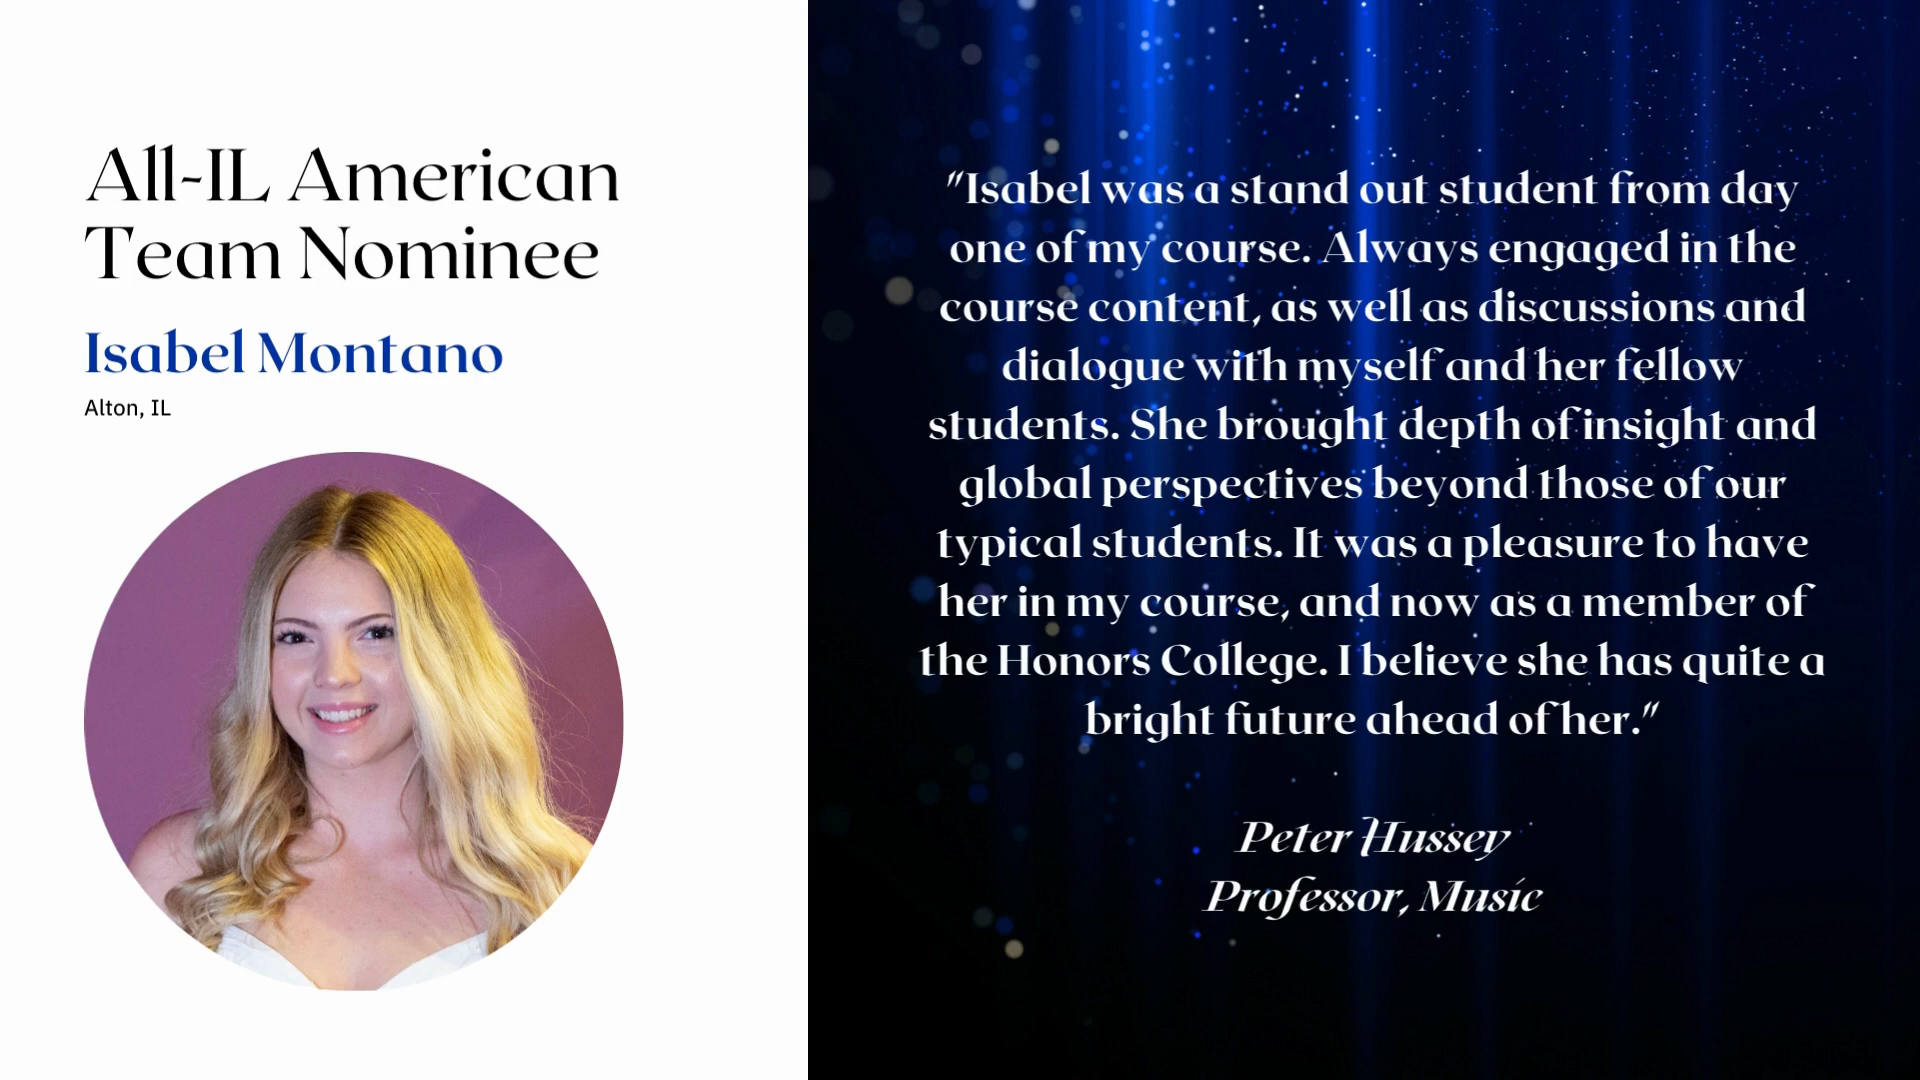 All-IL American
Team Nominee
Isabel Montano
Alton, IL
"Isabel was a stand out student from day
one of my course. Always engaged in the
course content, as well as discussions and
dialogue with myself and her fellow
students. She brought depth of insight and
global perspectives beyond those of our
typical students. It was a pleasure to have
her in my course, and now as a member of
the Honors College. I believe she has quite a
bright future ahead of her."
Peter Hussey
Professor, Music